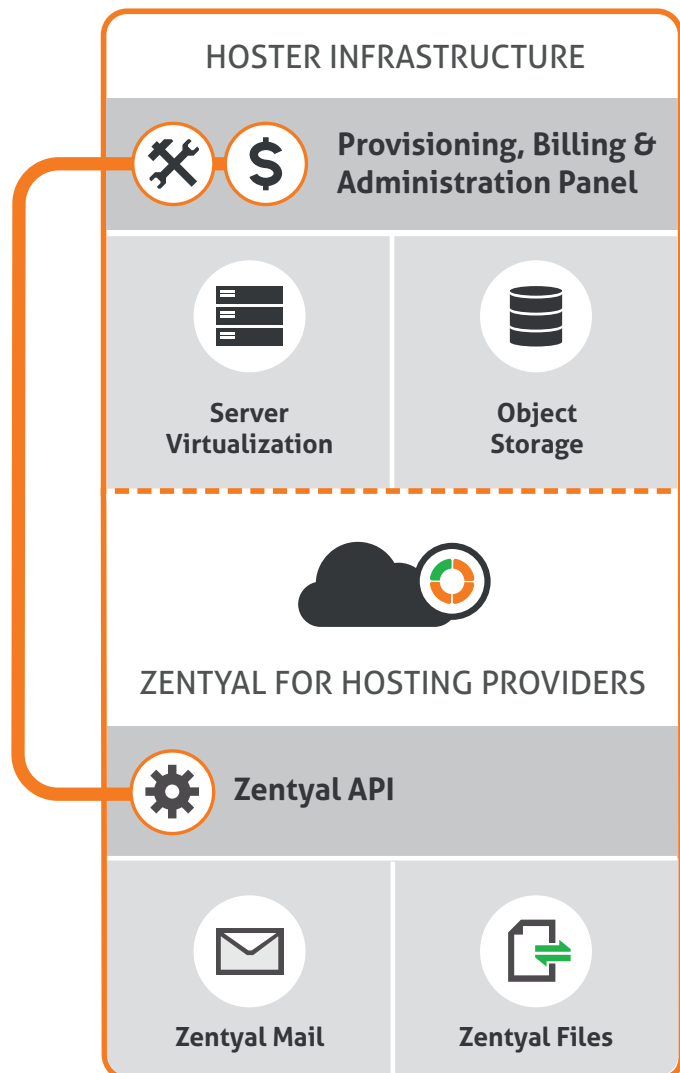 HOSTER INFRASTRUCTURE
Provisioning, Billing &
Administration Panel
Server
Virtualization
Object
Storage
ZENTYAL FOR HOSTING PROVIDERS
Zentyal API
Zentyal Mail
Zentyal Files